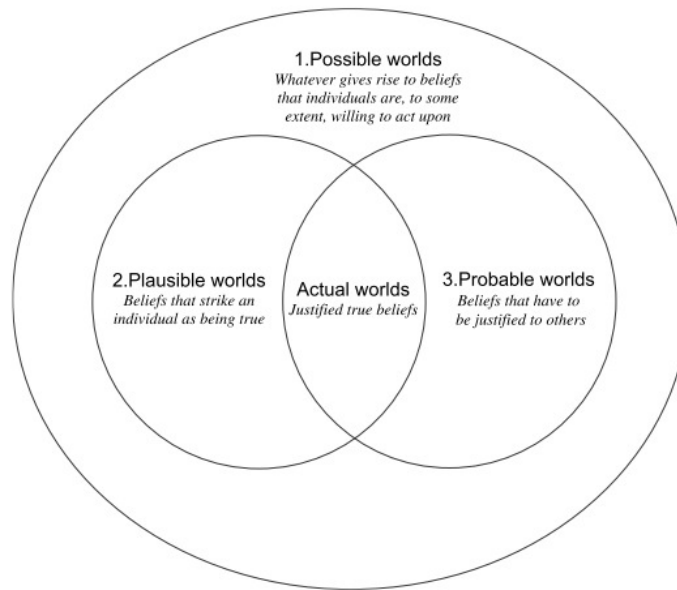 1.Possible worlds
Whatever gives rise to beliefs
that individuals are, to some
extent, willing to act upon
2.Plausible worlds
Beliefs that strike an
individual as being true
Actual worlds
Justified true beliefs
3.Probable worlds
Beliefs that have to
be justified to others